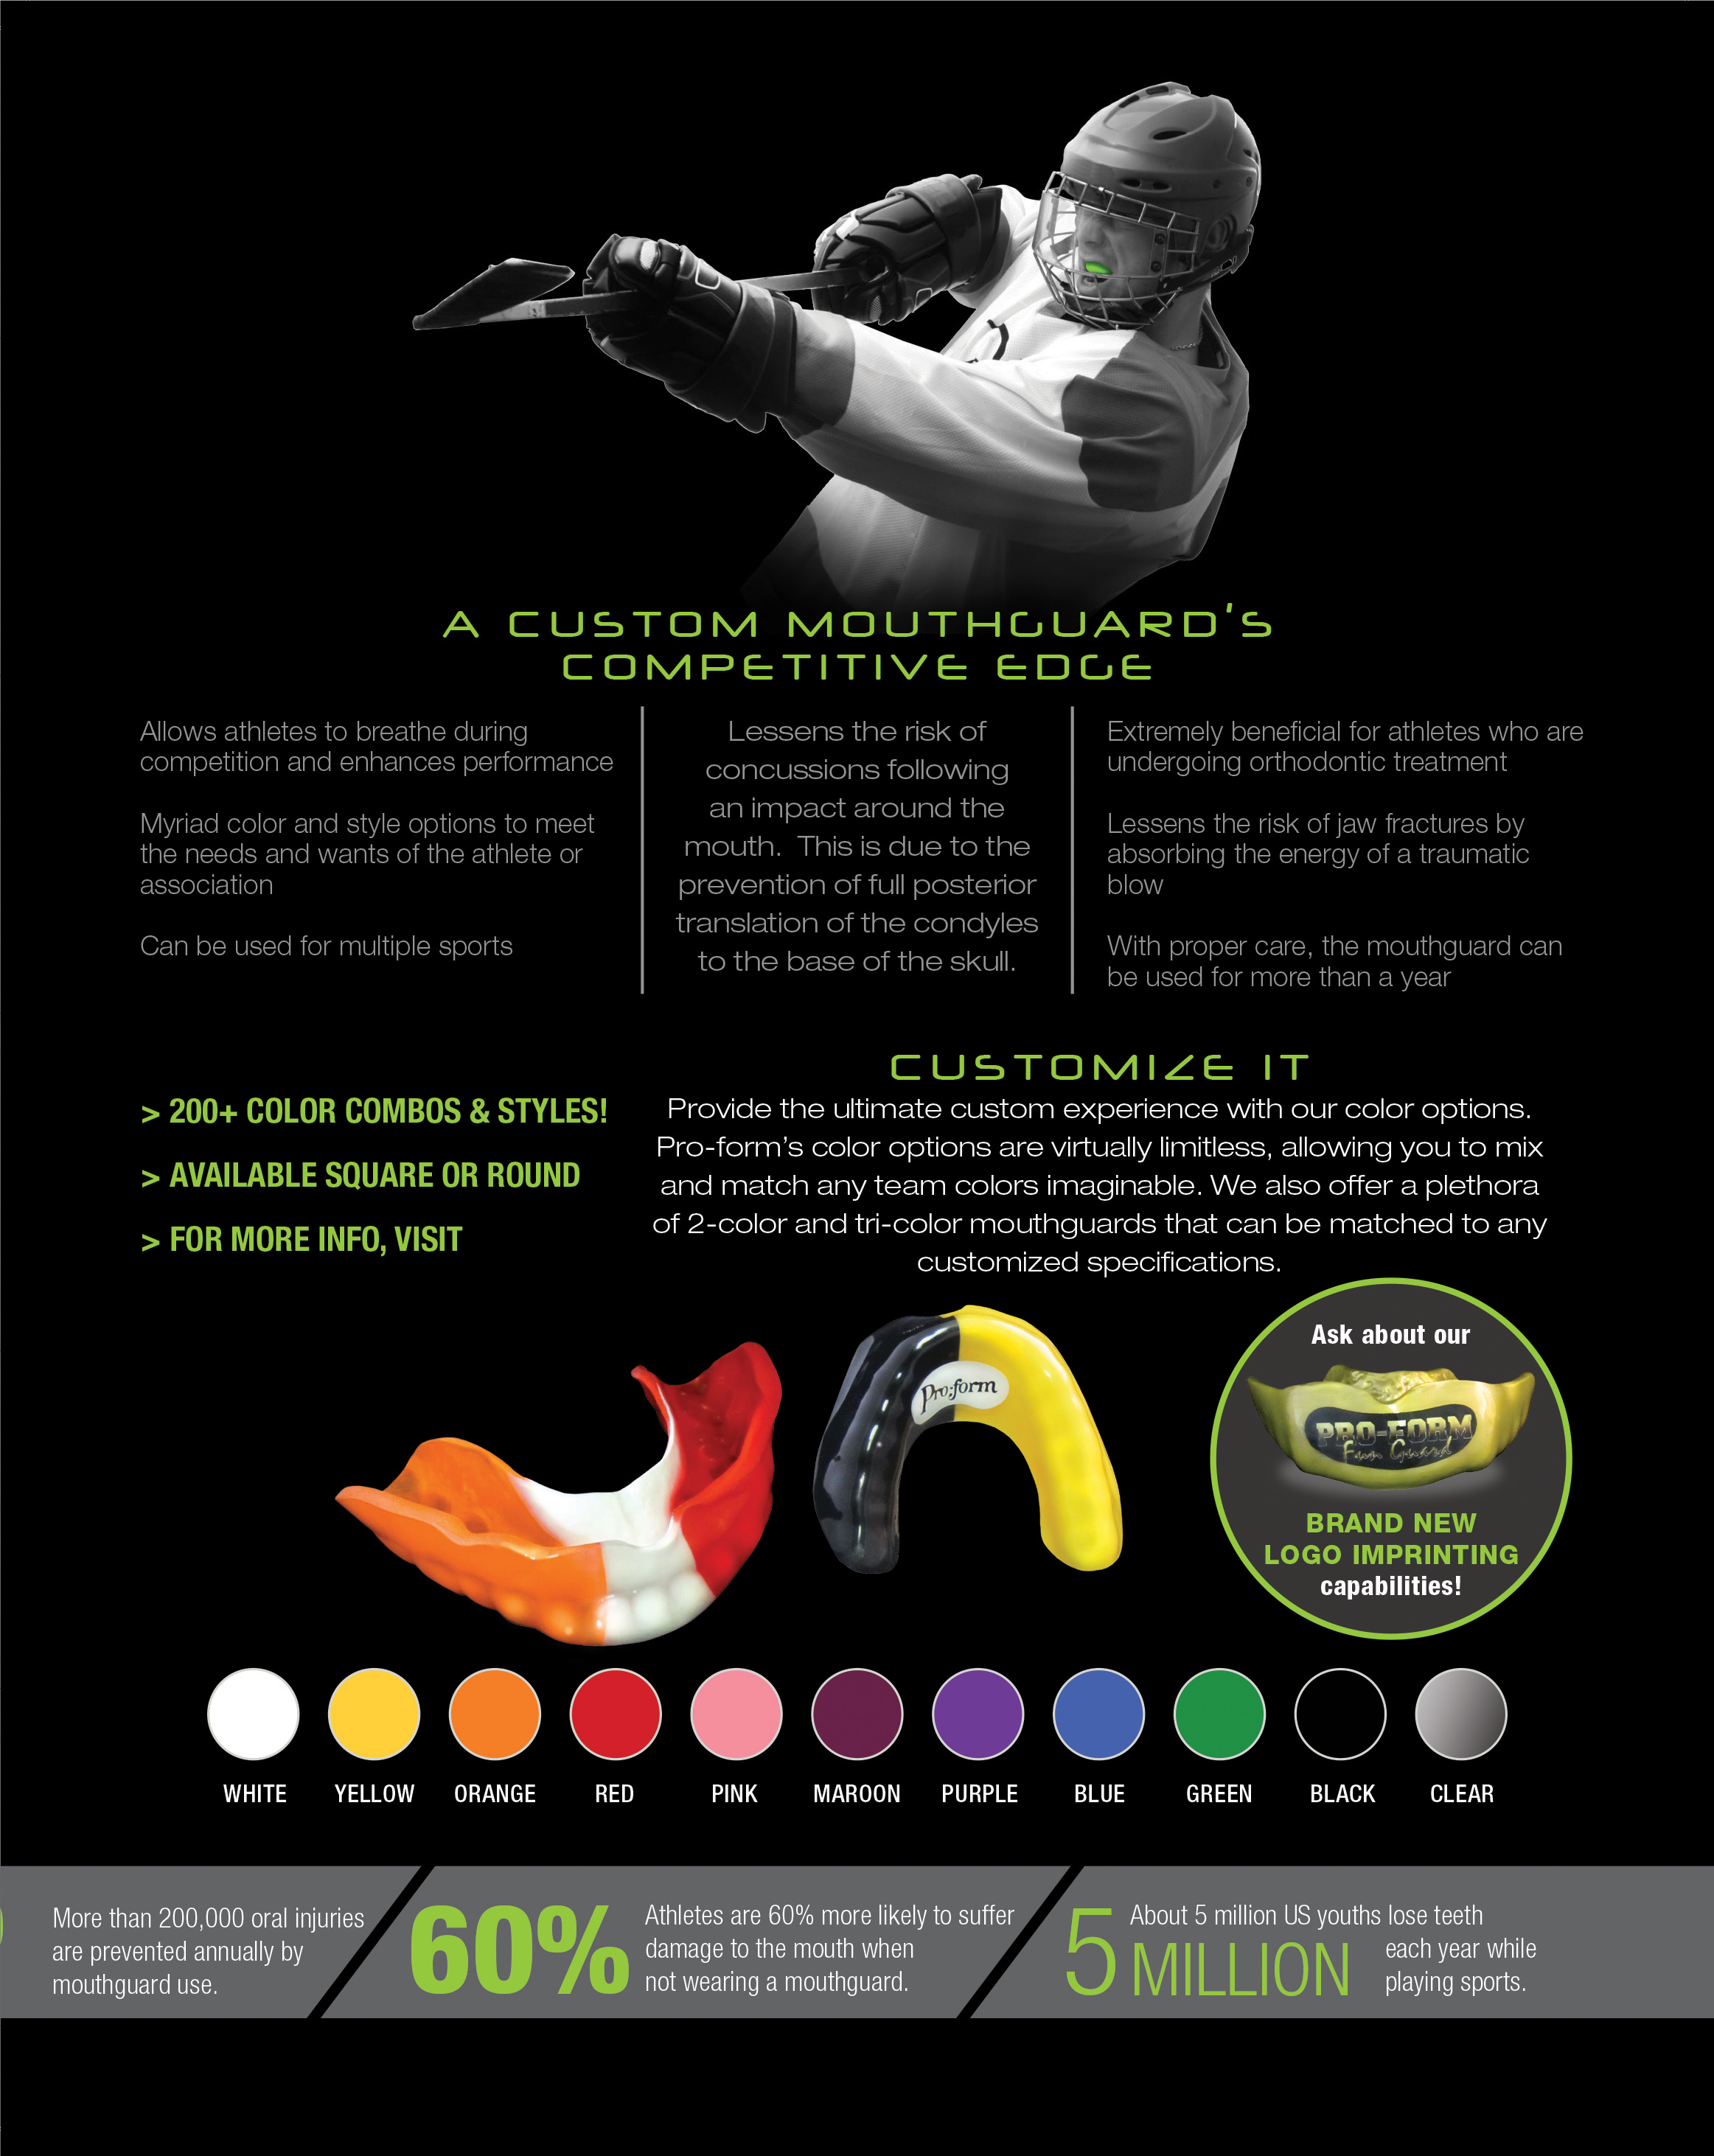 A CUSTOM MOUTHGUARD'S
COMPETITIVE EDGE
Allows athletes to breathe during
competition and enhances performance
Myriad color and style options to meet
the needs and wants of the athlete or
association
Can be used for multiple sports
Lessens the risk of
concussions following
an impact around the
mouth. This is due to the
prevention of full posterior
translation of the condyles
to the base of the skull.
Extremely beneficial for athletes who are
undergoing orthodontic treatment
Lessens the risk of jaw fractures by
absorbing the energy of a traumatic
blow
With proper care, the mouthguard can
be used for more than a year
> 200+ COLOR COMBOS & STYLES!
> AVAILABLE SQUARE OR ROUND
> FOR MORE INFO, VISIT
CUSTOMIZE IT
Provide the ultimate custom experience with our color options.
Pro-form’s color options are virtually limitless, allowing you to mix
and match any team colors imaginable. We also offer a plethora
of 2-color and tri-color mouthguards that can be matched to any
customized specifications.
Pro:form
Ask about our
PRO-FORM
Fun Guard
BRAND NEW
LOGO IMPRINTING
capabilities!
WHITE YELLOW ORANGE RED PINK MAROON PURPLE BLUE GREEN BLACK CLEAR
More than 200,000 oral injuries
are prevented annually by
mouthguard use.
60%
Athletes are 60% more likely to suffer
damage to the mouth when
not wearing a mouthguard.
5 MILLION
About 5 million US youths lose teeth
each year while
playing sports.